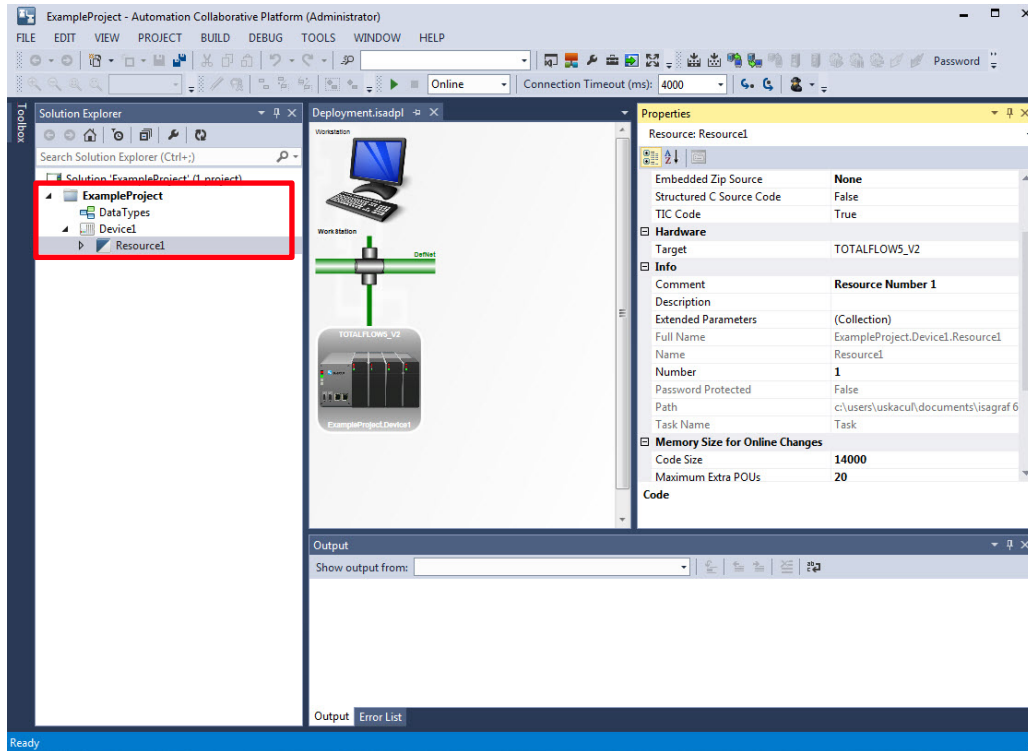 ExampleProject - Automation Collaborative Platform (Administrator)
FILE EDIT VIEW PROJECT BUILD DEBUG TOOLS WINDOW HELP
Password
Online
Connection Timeout (ms): 4000
Toolbox
Solution Explorer
Search Solution Explorer (Ctrl+;)
Solution 'ExampleProject' (1 project)
ExampleProject
DataTypes
Device1
Resource1
Deployment.isadpl
Workstation
WorkStation
DefNet
TOTALFLOW5_V2
ExampleProject.Device1
Properties
Resource: Resource1
Embedded Zip Source None
Structured C Source Code False
TIC Code True
Hardware
Target TOTALFLOW5_V2
Info
Comment Resource Number 1
Description
Extended Parameters (Collection)
Full Name ExampleProject.Device1.Resource1
Name Resource1
Number 1
Password Protected False
Path c:\users\uskacul\documents\isagraf 6
Task Name Task
Memory Size for Online Changes
Code Size 14000
Maximum Extra POUs 20
Code
Output
Show output from:
Output Error List
Ready